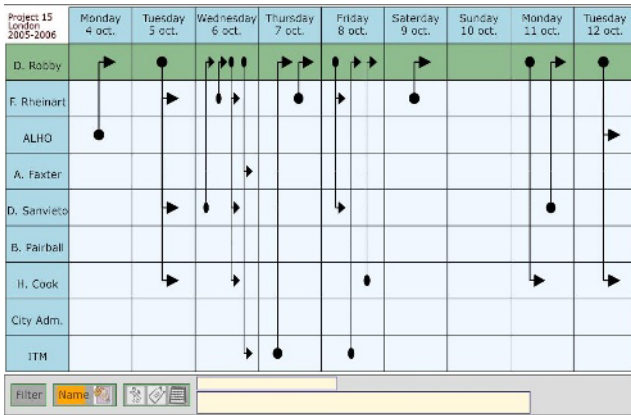 Project 15
London
2005-2006
Monday
4 oct.
Tuesday
5 oct.
Wednesday
6 oct.
Thursday
7 oct.
Friday
8 oct.
Saterday
9 oct.
Sunday
10 oct.
Monday
11 oct.
Tuesday
12 oct.
D. Robby
F. Rheinart
ALHO
A. Faxter
D. Sanvieto
B. Pairball
H. Cook
City Adm.
ITM
Filter
Name